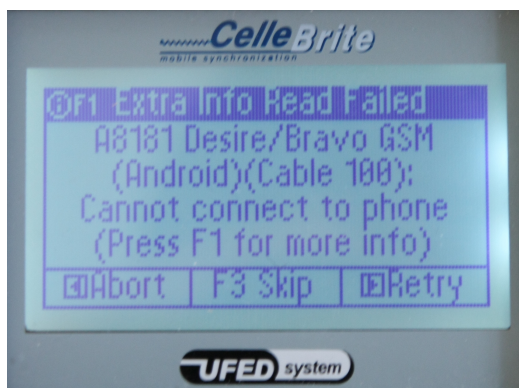 CelleBrite
mobile synchronization
F1 Extra Info Read Failed
A8181 Desire/Bravo GSM
(Android)(Cable 100):
Cannot connect to phone
(Press F1 for more info)
Abort F3 Skip Retry
UFED system